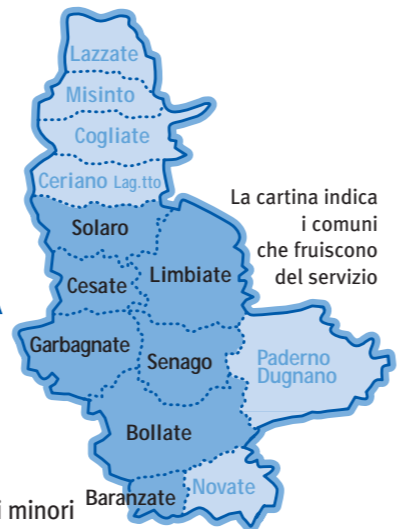 Lazzate
Misinto
Cogliate
Ceriano Lag.tto
La cartina indica
i comuni
che fruiscono
del servizio
Solaro
Limbiate
Cesate
A
Garbagnate
Senago
Paderno
Dugnano
Bollate
Baranzate
Novate
i minori